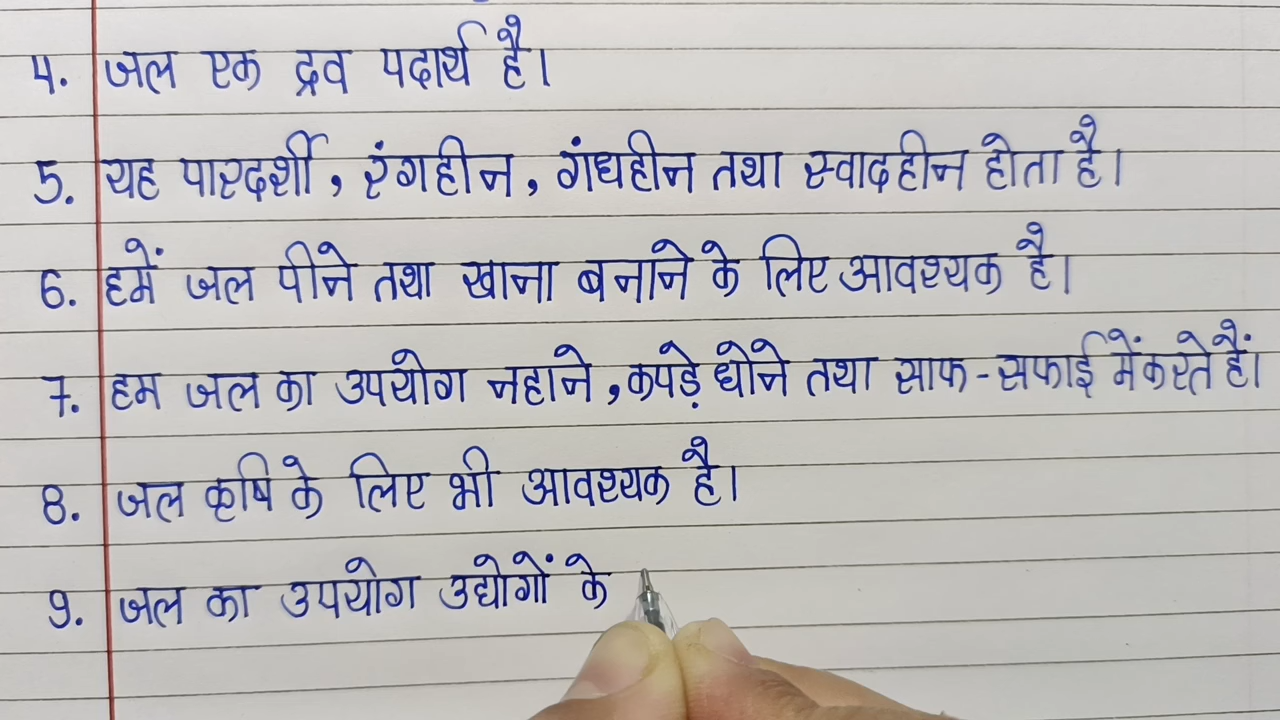 4. जल एक द्रव पदार्थ है।
5. यह पारदर्शी, रंगहीन, गंधहीन तथा स्वादहीन होता है।
6. हमें जल पीने तथा खाना बनाने के लिए आवश्यक है।
7. हम जल का उपयोग नहाने, कपड़े धोने तथा साफ-सफाई में करते हैं।
8. जल कृषि के लिए भी आवश्यक है।
9. जल का उपयोग उद्योगों के